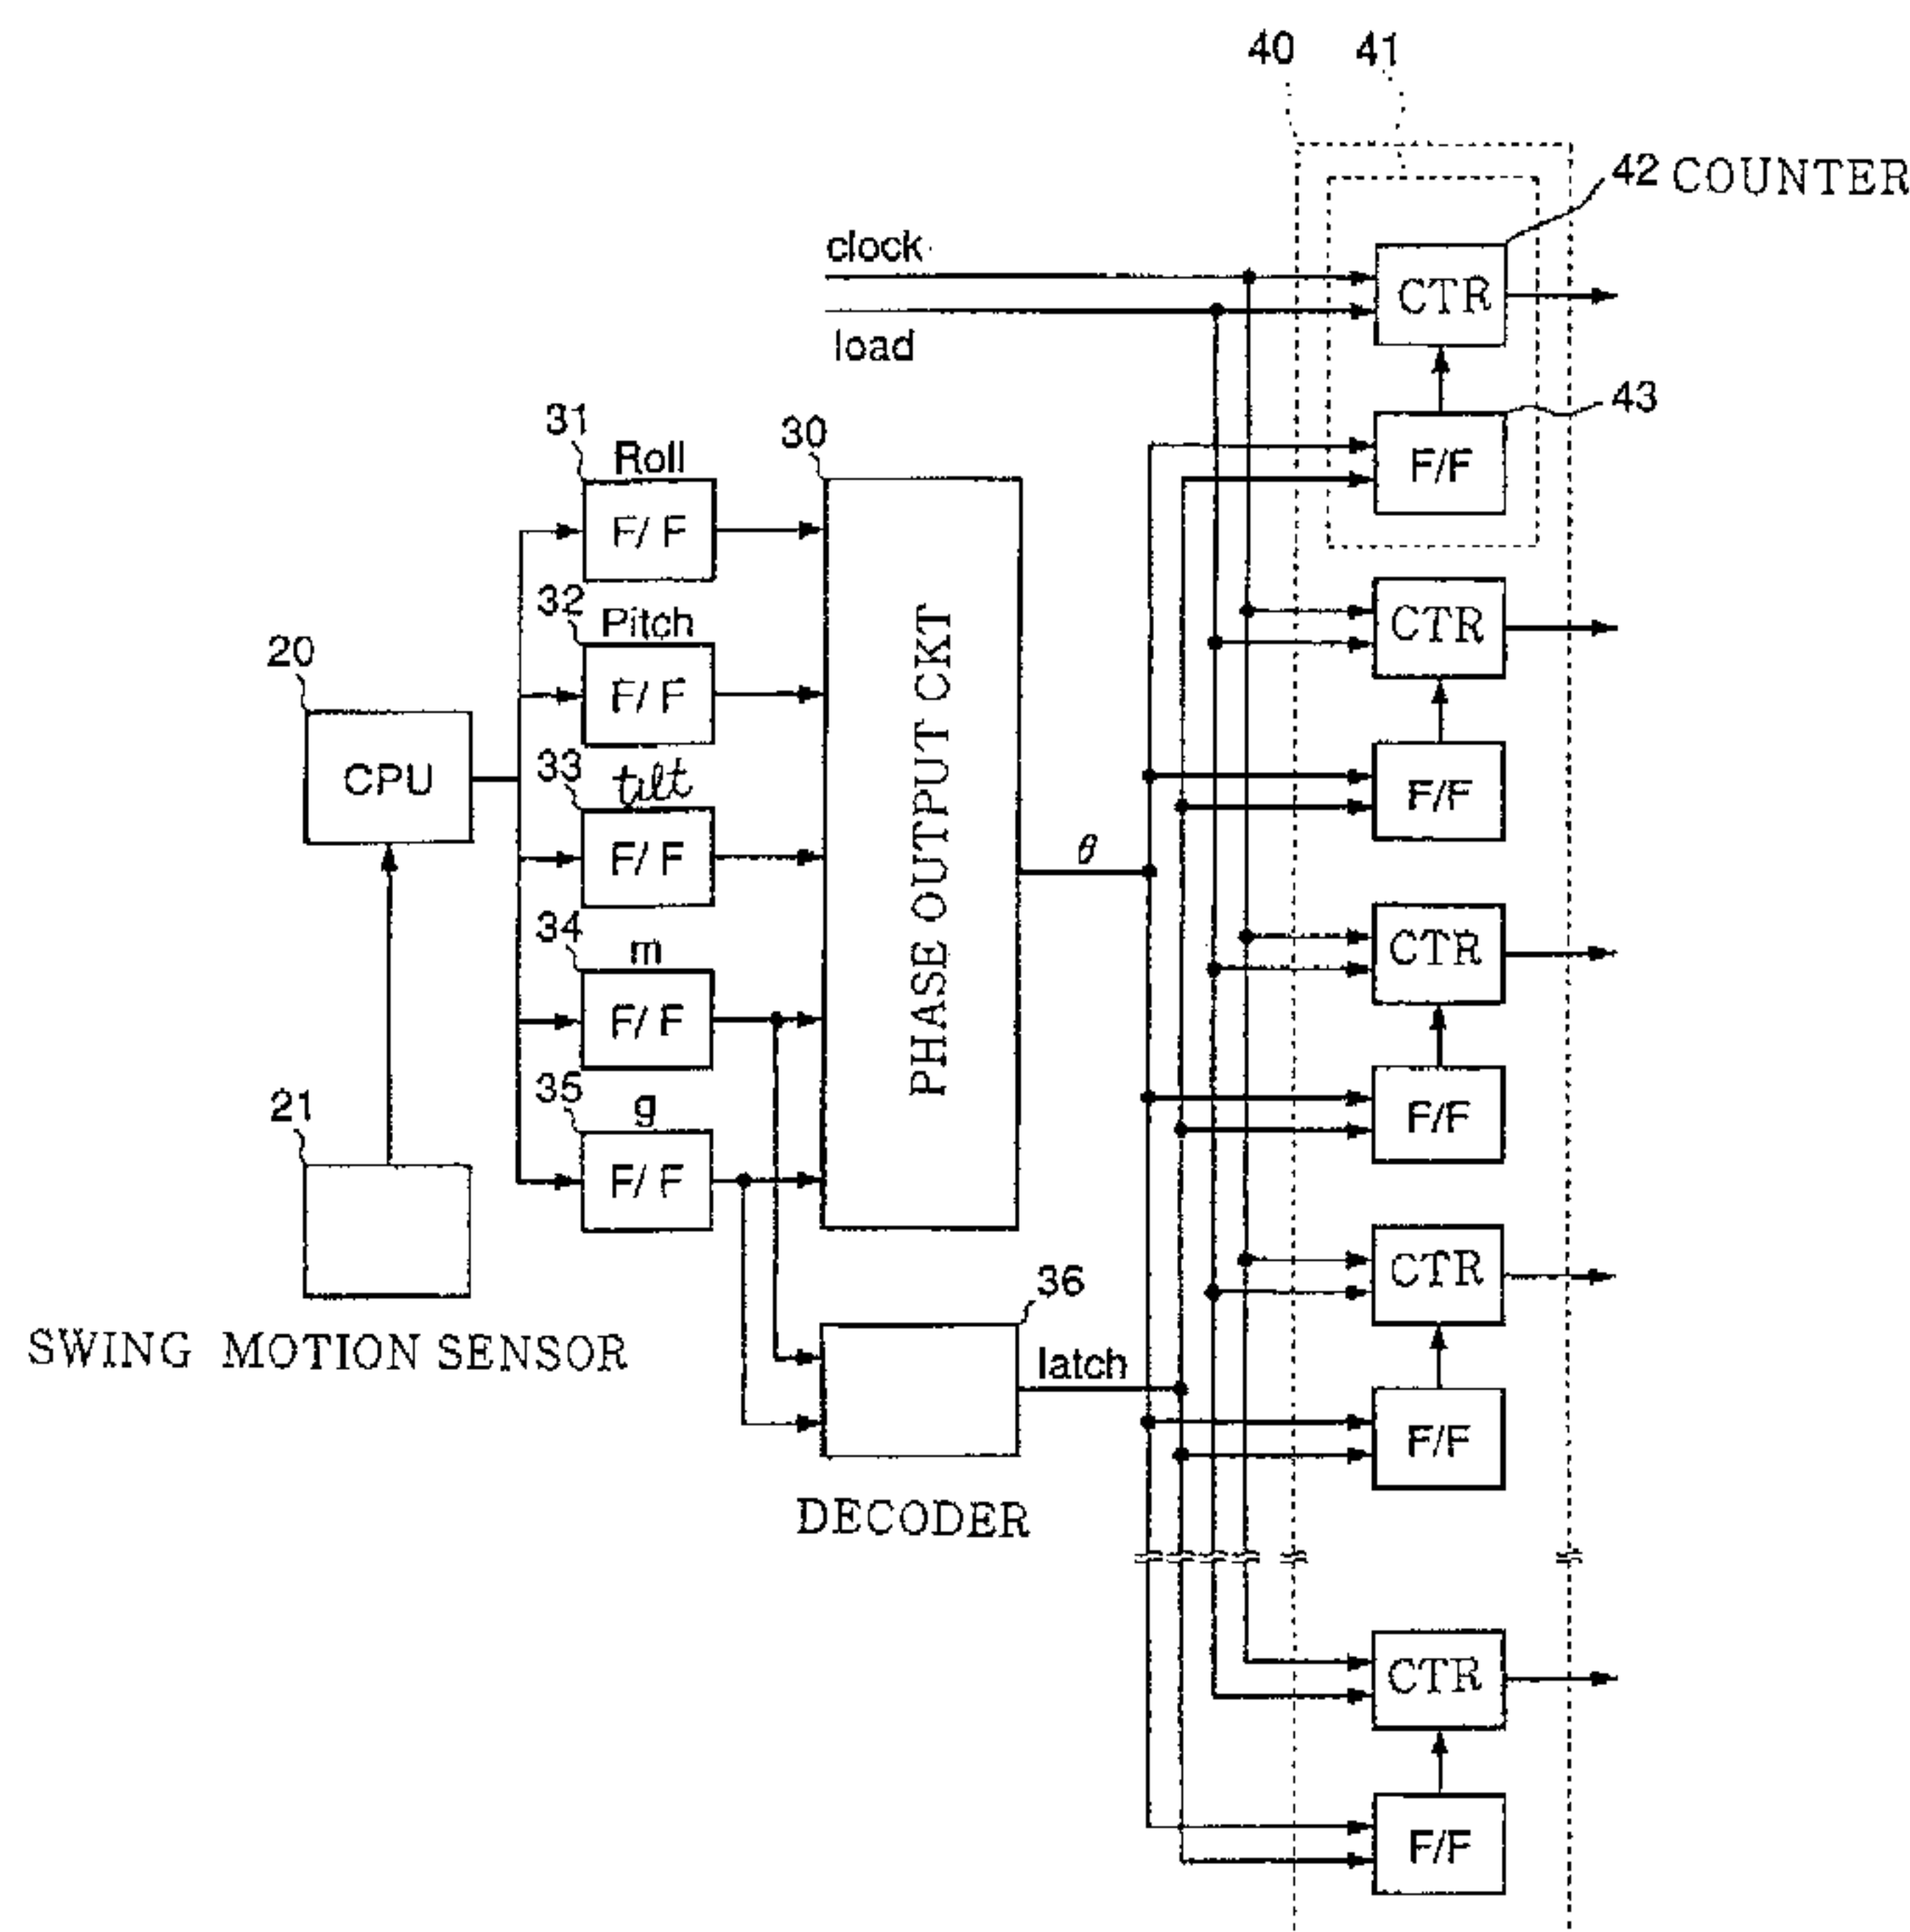 40 41
42 COUNTER
clock
CTR
load
43
31
Roll
30
F/F
F/F
32
Pitch
CTR
20
F/F
CPU
33
tilt
F/F
PHASE OUTPUT CKT
F/F
θ
34
m
CTR
F/F
35
g
21
F/F
F/F
36
CTR
SWING MOTION SENSOR
latch
F/F
DECODER
CTR
F/F